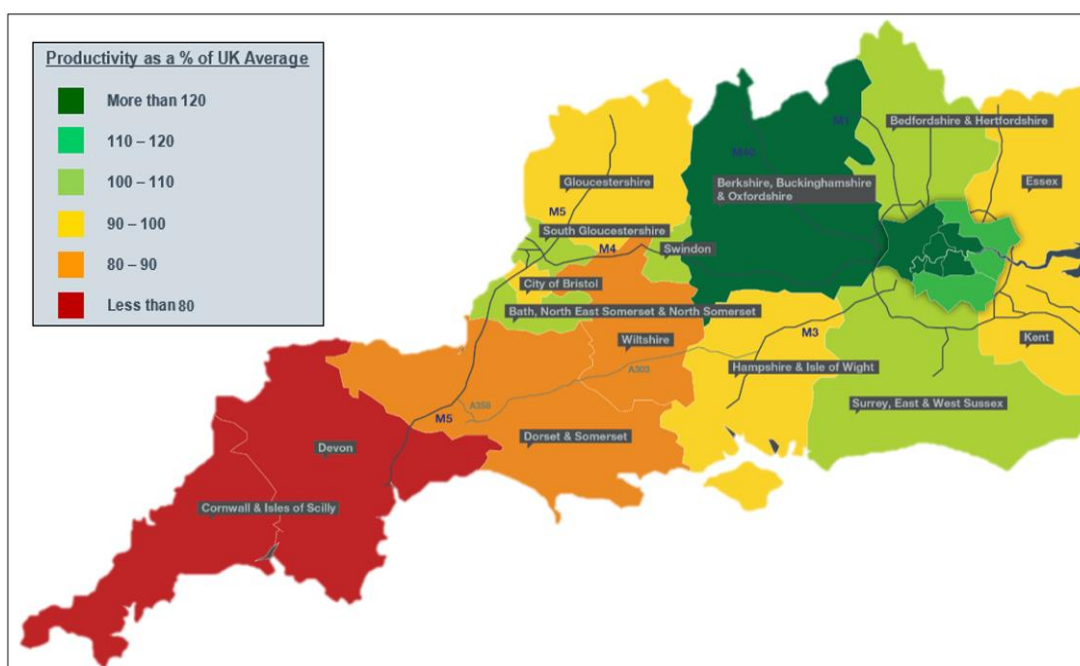 Productivity as a % of UK Average
More than 120
110 – 120
100 – 110
90 – 100
80 – 90
Less than 80
M1
Bedfordshire & Hertfordshire
M40
Gloucestershire
Berkshire, Buckinghamshire
& Oxfordshire
Essex
M5
South Gloucestershire
M4
Swindon
City of Bristol
Bath, North East Somerset & North Somerset
M3
Kent
Wiltshire
Hampshire & Isle of Wight
A303
Surrey, East & West Sussex
A358
M5
Dorset & Somerset
Devon
Cornwall & Isles of Scilly